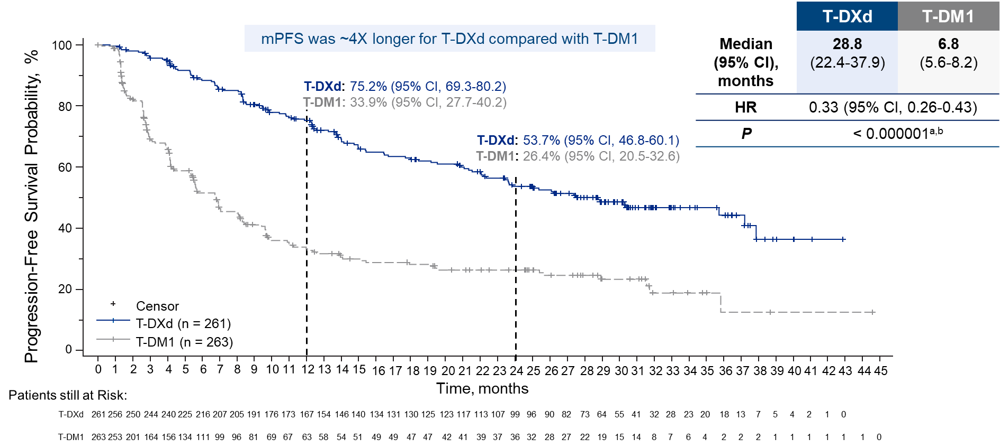 mPFS was ~4X longer for T-DXd compared with T-DM1
T-DXd T-DM1
Median (95% CI), months 28.8 (22.4-37.9) 6.8 (5.6-8.2)
HR 0.33 (95% CI, 0.26-0.43)
P < 0.000001a,b
Progression-Free Survival Probability, %
100
80
60
40
20
0
T-DXd: 75.2% (95% CI, 69.3-80.2)
T-DM1: 33.9% (95% CI, 27.7-40.2)
T-DXd: 53.7% (95% CI, 46.8-60.1)
T-DM1: 26.4% (95% CI, 20.5-32.6)
Censor
T-DXd (n = 261)
T-DM1 (n = 263)
0 1 2 3 4 5 6 7 8 9 10 11 12 13 14 15 16 17 18 19 20 21 22 23 24 25 26 27 28 29 30 31 32 33 34 35 36 37 38 39 40 41 42 43 44 45
Time, months
Patients still at Risk:
T-DXd 261 256 250 244 240 225 216 207 205 191 176 173 167 154 146 140 134 131 130 125 123 117 113 107 99 96 90 82 73 64 55 41 32 28 23 20 18 13 7 5 4 2 1 0
T-DM1 263 253 201 164 156 134 111 99 96 81 69 67 63 58 54 51 49 49 47 47 42 41 39 37 36 32 28 27 22 19 15 14 8 7 6 4 2 2 2 1 1 1 1 1 1 0